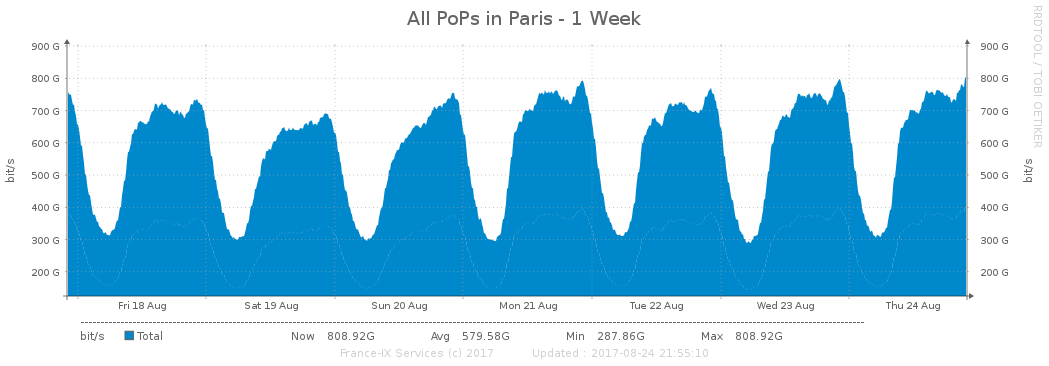 All PoPs in Paris - 1 Week
RRDTOOL / TOBI OETIKER
bit/s
900 G
800 G
700 G
600 G
500 G
400 G
300 G
200 G
900 G
800 G
700 G
600 G
500 G
400 G
300 G
200 G
bit/s
Fri 18 Aug Sat 19 Aug Sun 20 Aug Mon 21 Aug Tue 22 Aug Wed 23 Aug Thu 24 Aug
bit/s Total Now 808.92G Avg 579.58G Min 287.86G Max 808.92G
France-IX Services (c) 2017 Updated : 2017-08-24 21:55:10